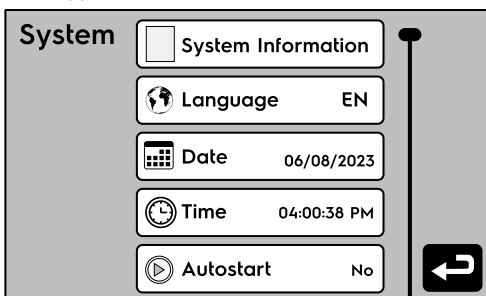 System
System Information
Language EN
Date 06/08/2023
Time 04:00:38 PM
Autostart No